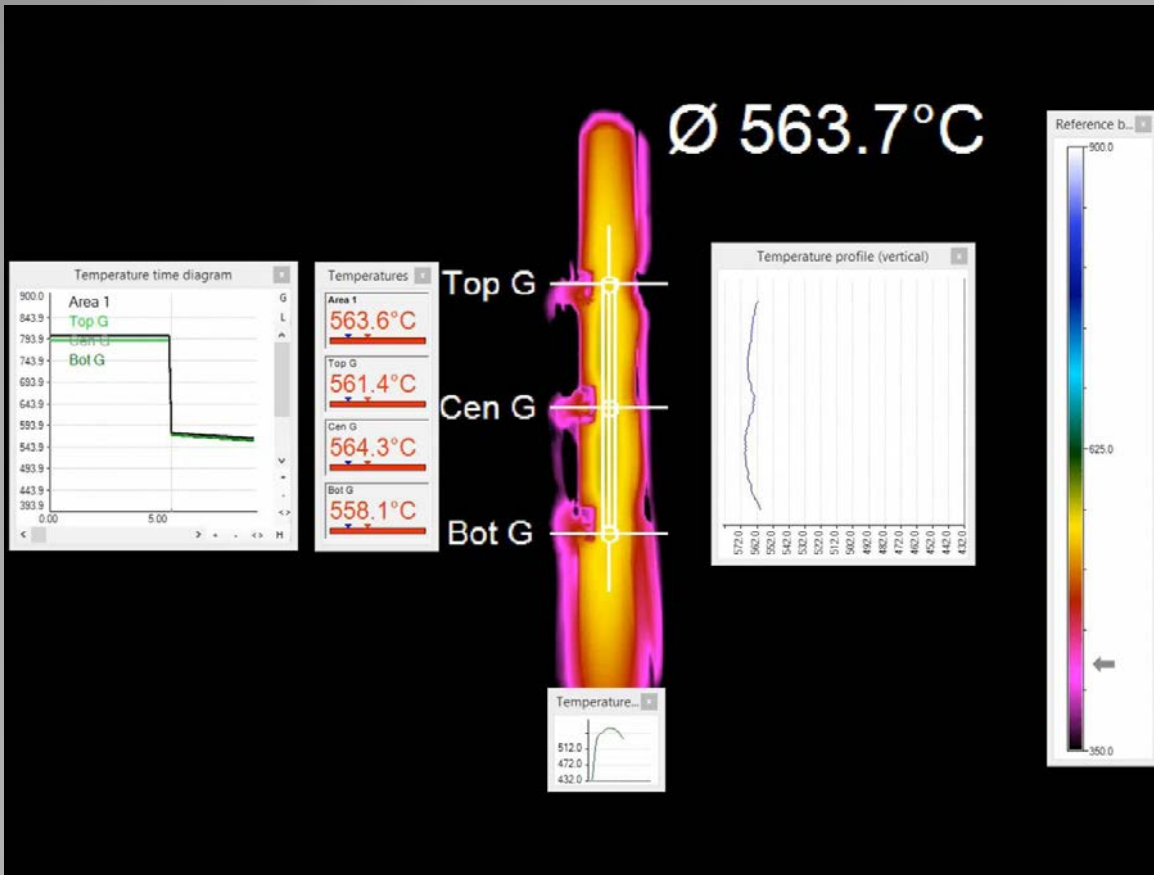 Ø 563.7°C
Reference b...
900.0
625.0
350.0
Temperature time diagram
900.0
843.9
793.9
743.9
693.9
643.9
593.9
543.9
493.9
443.9
393.9
0.00
5.00
Area 1
Top G
Cen G
Bot G
G
L
H
Temperatures
Area 1
563.6°C
Top G
561.4°C
Cen G
564.3°C
Bot G
558.1°C
Top G
Cen G
Bot G
Temperature profile (vertical)
572.0
562.0
552.0
542.0
532.0
522.0
512.0
502.0
492.0
482.0
472.0
462.0
452.0
442.0
432.0
Temperature...
512.0
472.0
432.0